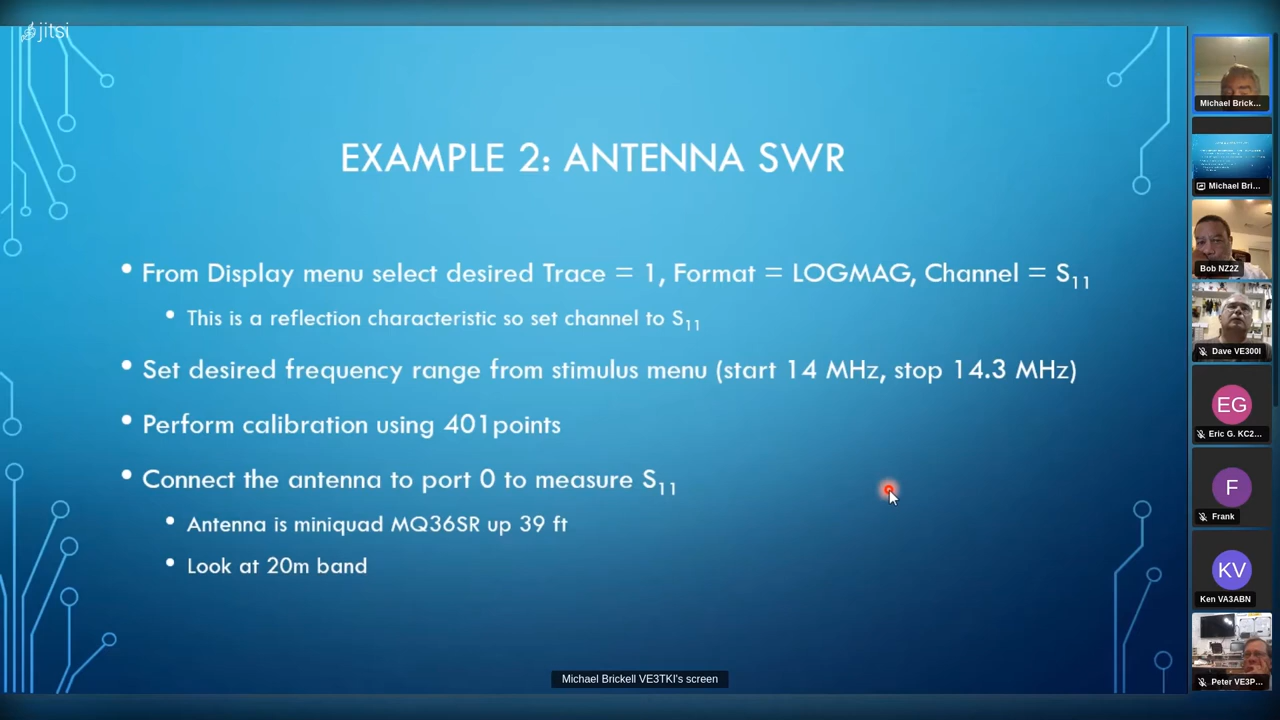 jitsi
EXAMPLE 2: ANTENNA SWR
• From Display menu select desired Trace = 1, Format = LOGMAG, Channel = S11
• This is a reflection characteristic so set channel to S11
• Set desired frequency range from stimulus menu (start 14 MHz, stop 14.3 MHz)
• Perform calibration using 401points
• Connect the antenna to port 0 to measure S11
• Antenna is miniquad MQ36SR up 39 ft
• Look at 20m band
Michael Brickell VE3TKI's screen
Michael Brick...
Michael Bri...
Bob NZ2Z
Dave VE3OOI
EG
Eric G. KC2...
F
Frank
KV
Ken VA3ABN
Peter VE3P...